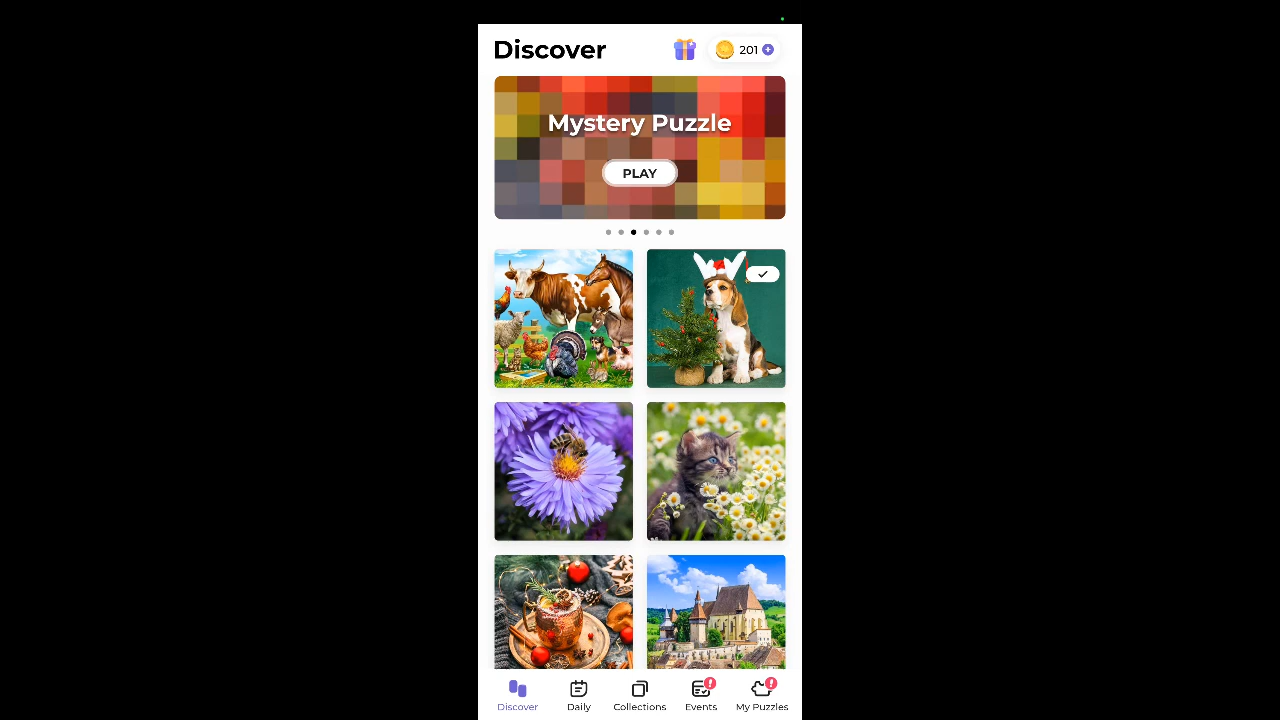 Discover
201
Mystery Puzzle
PLAY
Discover
Daily
Collections
Events
My Puzzles